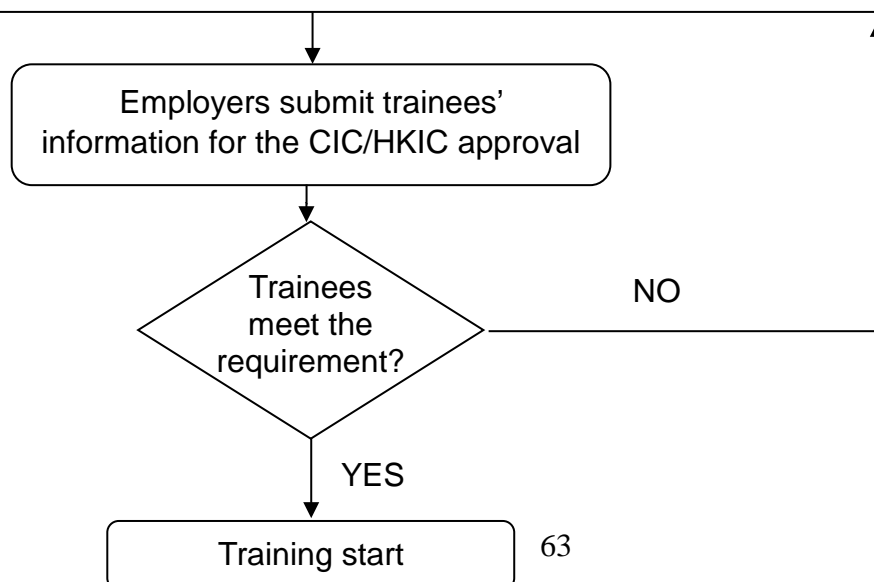 Employers submit trainees’
information for the CIC/HKIC approval
Trainees
meet the
requirement?
NO
YES
Training start
63